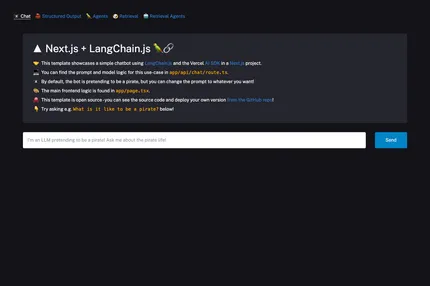 Chat Structured Output Agents Retrieval Retrieval Agents
▲ Next.js + LangChain.js 🦜🔗
This template showcases a simple chatbot using LangChain.js and the Vercel AI SDK in a Next.js project.
You can find the prompt and model logic for this use-case in app/api/chat/route.ts.
By default, the bot is pretending to be a pirate, but you can change the prompt to whatever you want!
The main frontend logic is found in app/page.tsx.
This template is open source - you can see the source code and deploy your own version from the GitHub repo!
Try asking e.g. What is it like to be a pirate? below!
I'm an LLM pretending to be a pirate! Ask me about the pirate life!
Send